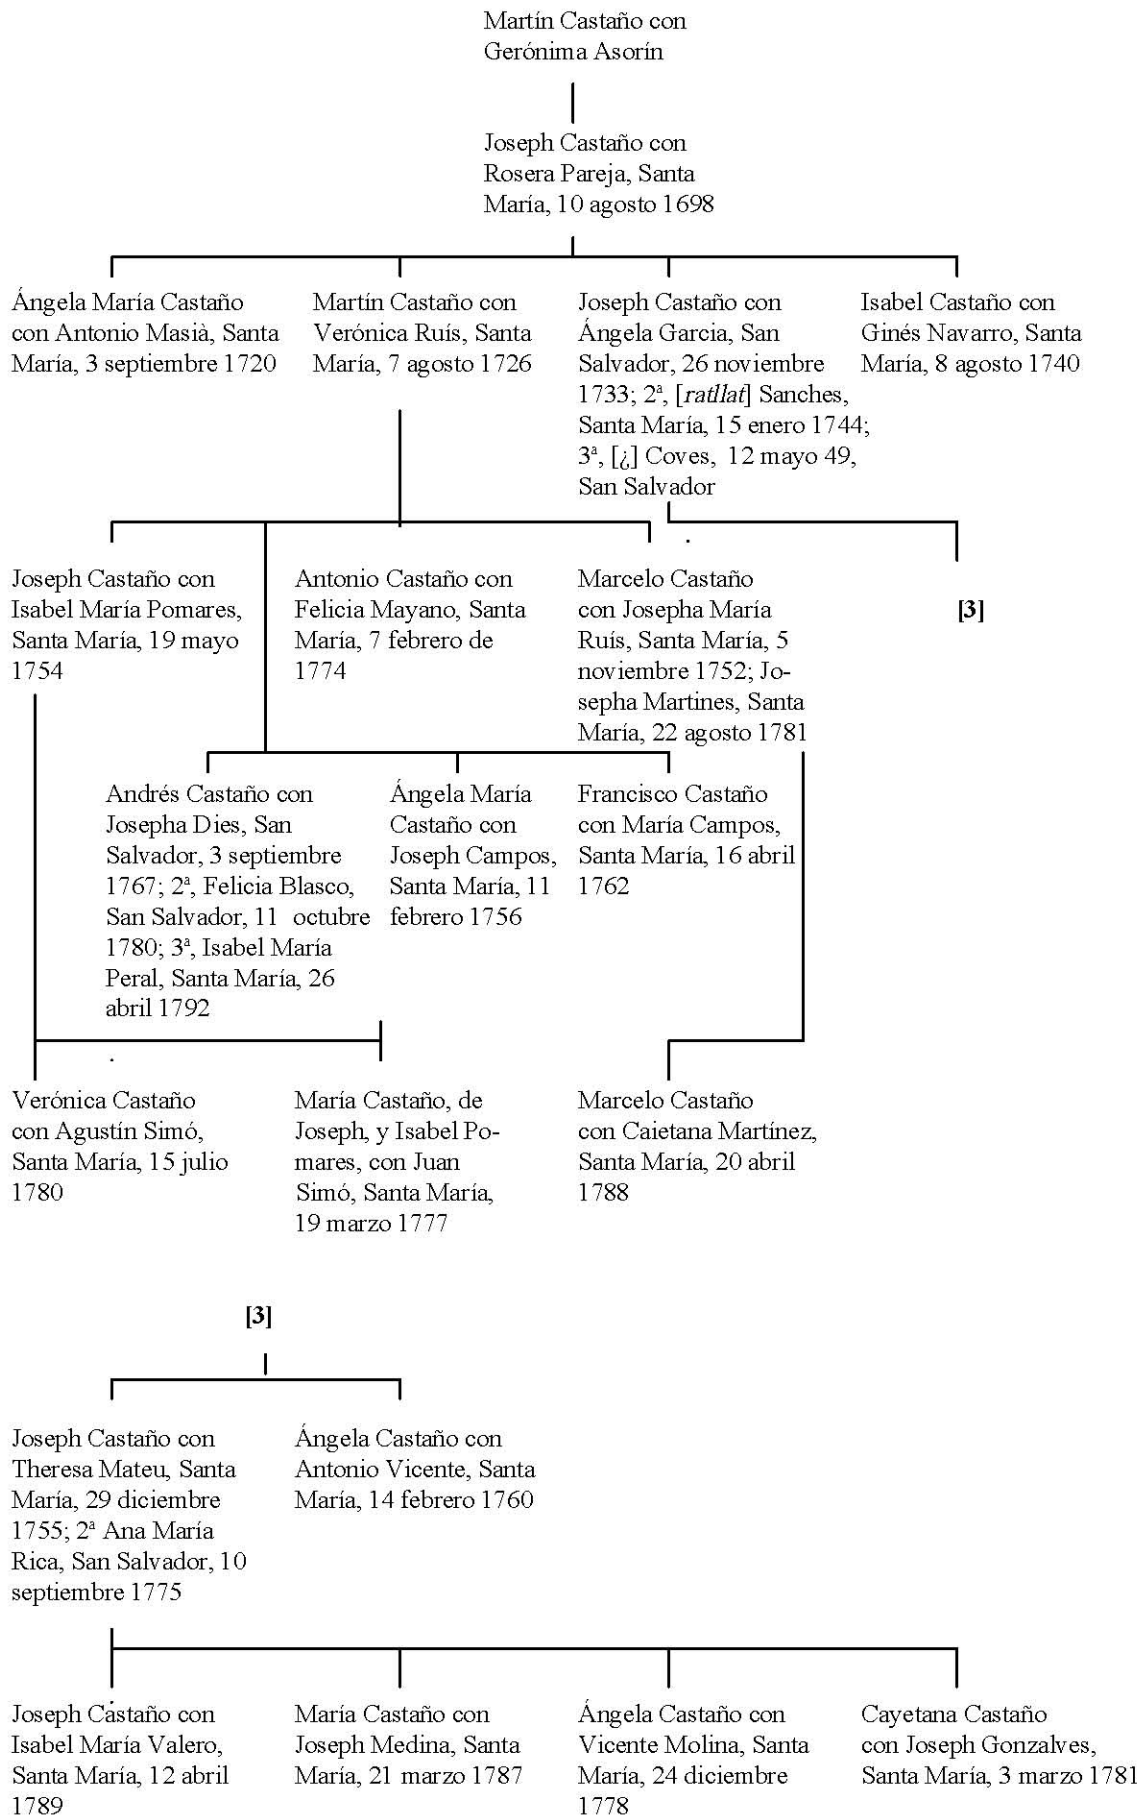 Martín Castaño con
Gerónima Asorín
Joseph Castaño con
Rosera Pareja, Santa
María, 10 agosto 1698
Ángela María Castaño
con Antonio Masià, Santa
María, 3 septiembre 1720
Martín Castaño con
Verónica Ruís, Santa
María, 7 agosto 1726
Joseph Castaño con
Ángela Garcia, San
Salvador, 26 noviembre
1733; 2ª, [ratllat] Sanches,
Santa María, 15 enero 1744;
3ª, [¿] Coves, 12 mayo 49,
San Salvador
Isabel Castaño con
Ginés Navarro, Santa
María, 8 agosto 1740
Joseph Castaño con
Isabel María Pomares,
Santa María, 19 mayo
1754
Antonio Castaño con
Felicia Mayano, Santa
María, 7 febrero de
1774
Marcelo Castaño
con Josepha María
Ruís, Santa María, 5
noviembre 1752; Jo-
sepha Martines, Santa
María, 22 agosto 1781
[3]
Andrés Castaño con
Josepha Dies, San
Salvador, 3 septiembre
1767; 2ª, Felicia Blasco,
San Salvador, 11 octubre
1780; 3ª, Isabel María
Peral, Santa María, 26
abril 1792
Ángela María
Castaño con
Joseph Campos,
Santa María, 11
febrero 1756
Francisco Castaño
con María Campos,
Santa María, 16 abril
1762
Verónica Castaño
con Agustín Simó,
Santa María, 15 julio
1780
María Castaño, de
Joseph, y Isabel Po-
mares, con Juan
Simó, Santa María,
19 marzo 1777
Marcelo Castaño
con Caietana Martínez,
Santa María, 20 abril
1788
[3]
Joseph Castaño con
Theresa Mateu, Santa
María, 29 diciembre
1755; 2ª Ana María
Rica, San Salvador, 10
septiembre 1775
Ángela Castaño con
Antonio Vicente, Santa
María, 14 febrero 1760
Joseph Castaño con
Isabel María Valero,
Santa María, 12 abril
1789
María Castaño con
Joseph Medina, Santa
María, 21 marzo 1787
Ángela Castaño con
Vicente Molina, Santa
María, 24 diciembre
1778
Cayetana Castaño
con Joseph Gonzalves,
Santa María, 3 marzo 1781